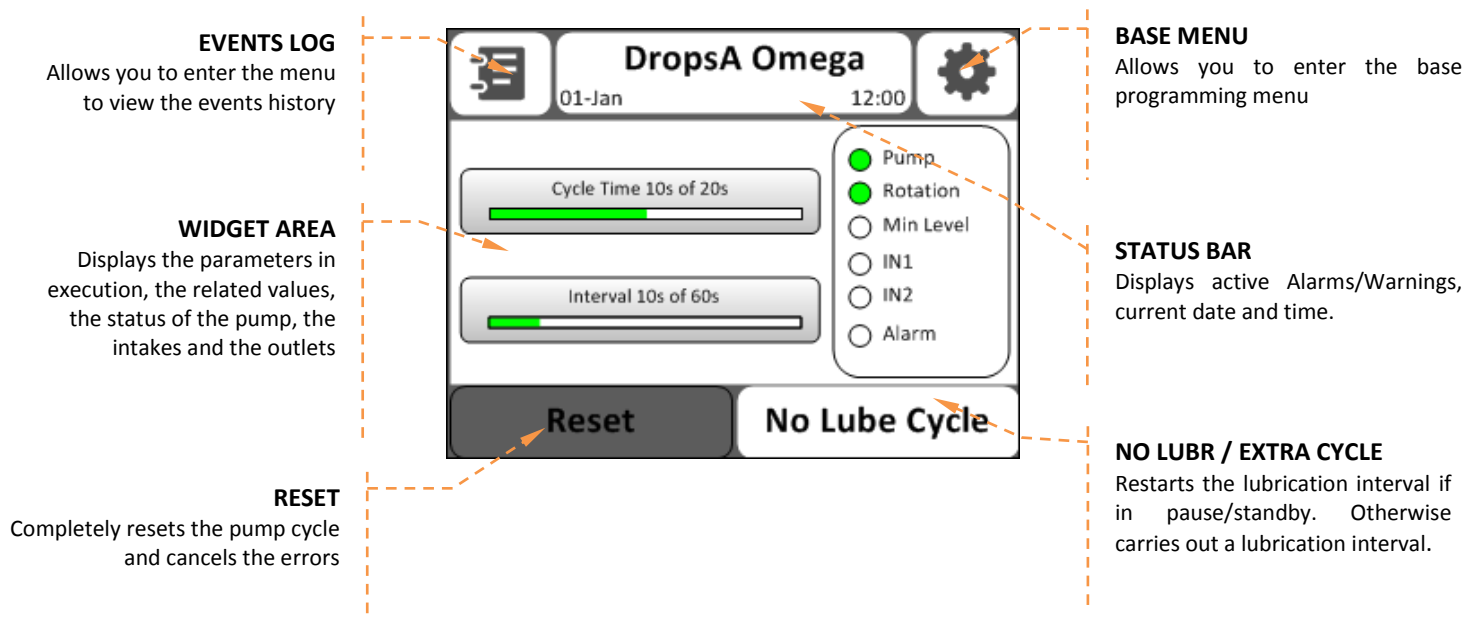 EVENTS LOG
Allows you to enter the menu
to view the events history
WIDGET AREA
Displays the parameters in
execution, the related values,
the status of the pump, the
intakes and the outlets
RESET
Completely resets the pump cycle
and cancels the errors
DropsA Omega
01-Jan 12:00
Cycle Time 10s of 20s
Interval 10s of 60s
Pump
Rotation
Min Level
IN1
IN2
Alarm
Reset
No Lube Cycle
BASE MENU
Allows you to enter the base
programming menu
STATUS BAR
Displays active Alarms/Warnings,
current date and time.
NO LUBR / EXTRA CYCLE
Restarts the lubrication interval if
in pause/standby. Otherwise
carries out a lubrication interval.